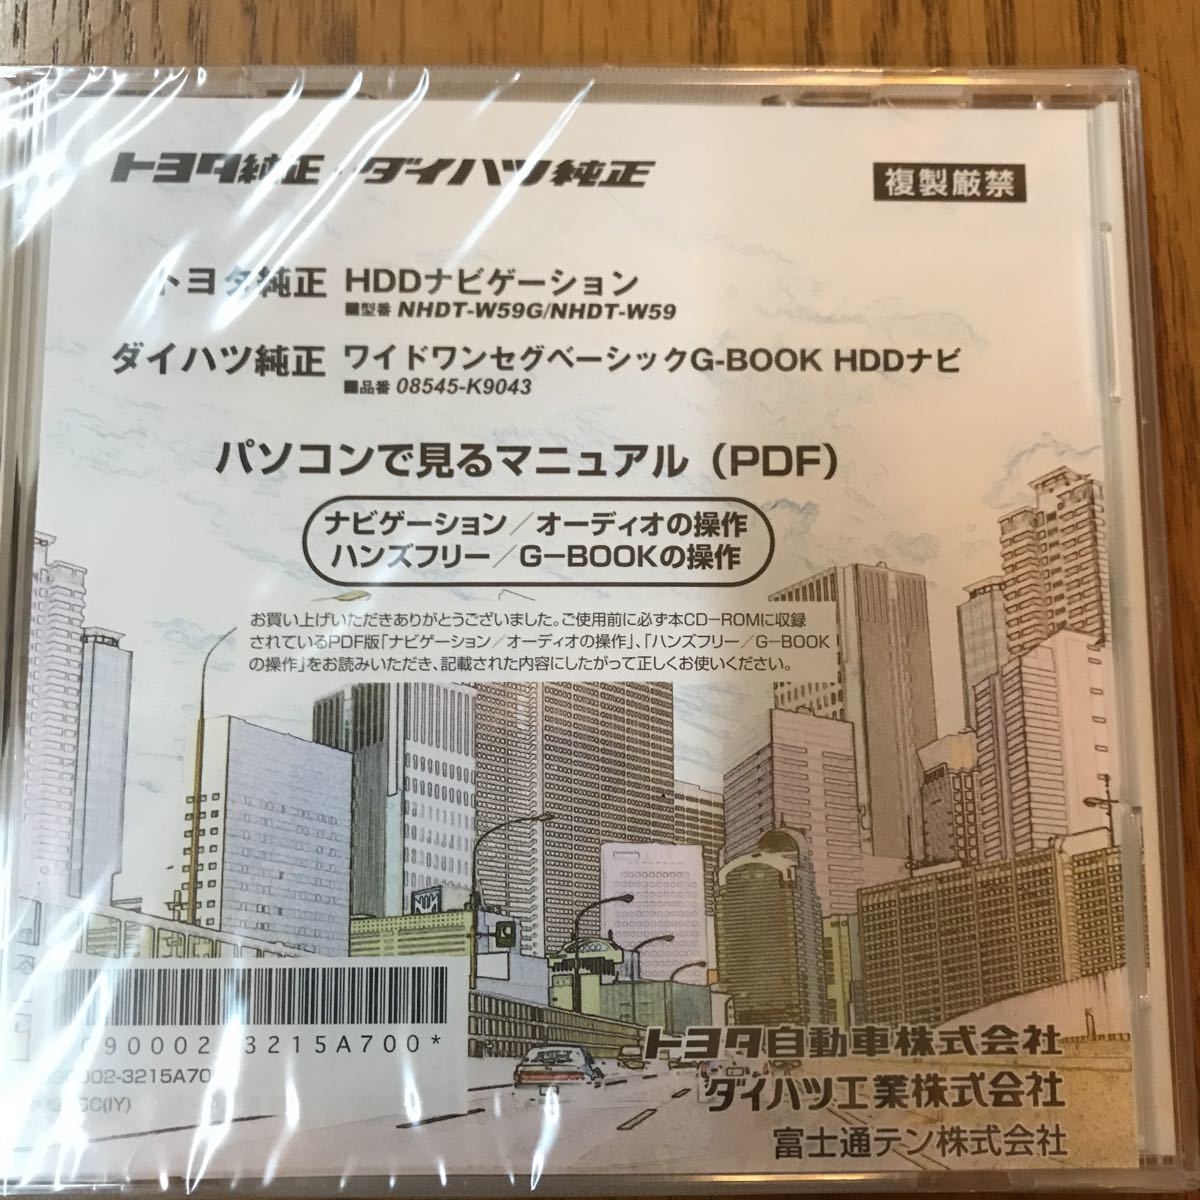 トヨタ純正・ダイハツ純正
複製厳禁
トヨタ純正 HDDナビゲーション
■型番 NHDT-W59G/NHDT-W59
ダイハツ純正 ワイドワンセグベーシックG-BOOK HDDナビ
■品番 08545-K9043
パソコンで見るマニュアル（PDF）
ナビゲーション／オーディオの操作
ハンズフリー／G−BOOKの操作
お買い上げいただきありがとうございました。ご使用前に必ず本CD−ROMに収録
されているPDF版「ナビゲーション／オーディオの操作」、「ハンズフリー／G−BOOK
の操作」をお読みいただき、記載された内容にしたがって正しくお使いください。
090002 3215A700*
90002-3215A70
トヨタ自動車株式会社
ダイハツ工業株式会社
富士通テン株式会社